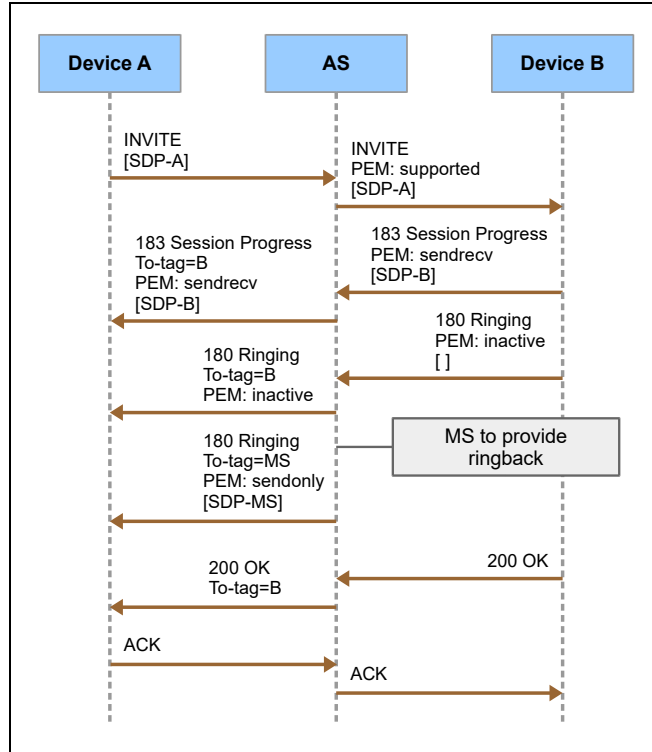 Device A
AS
Device B
INVITE
[SDP-A]
INVITE
PEM: supported
[SDP-A]
183 Session Progress
PEM: sendrecv
[SDP-B]
183 Session Progress
To-tag=B
PEM: sendrecv
[SDP-B]
180 Ringing
PEM: inactive
[ ]
180 Ringing
To-tag=B
PEM: inactive
MS to provide
ringback
180 Ringing
To-tag=MS
PEM: sendonly
[SDP-MS]
200 OK
200 OK
To-tag=B
ACK
ACK